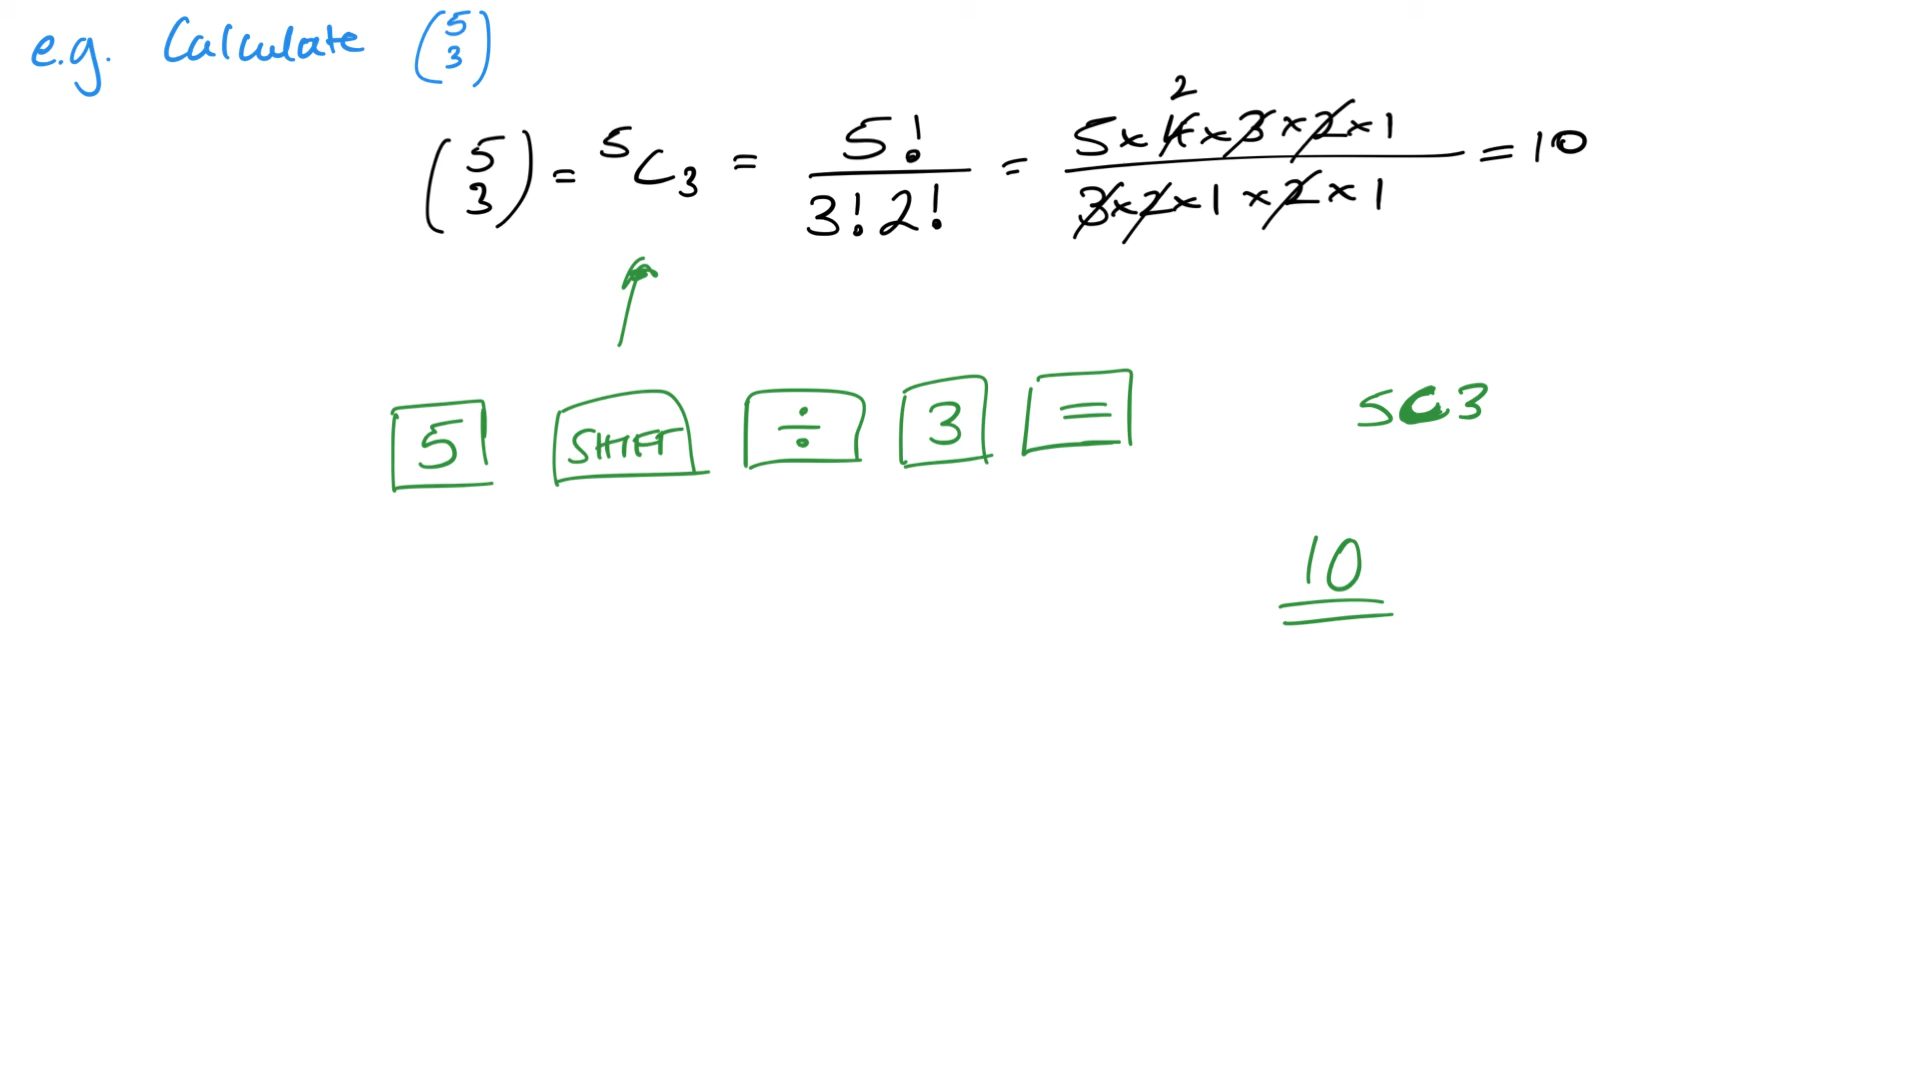 e.g. Calculate (5 3)
(5 3) = ⁵C₃ = 5! / 3! 2! = 5 × 4 × 3 × 2 × 1 / 3 × 2 × 1 × 2 × 1 = 10
2
5 SHIFT ÷ 3 = 5C3
10